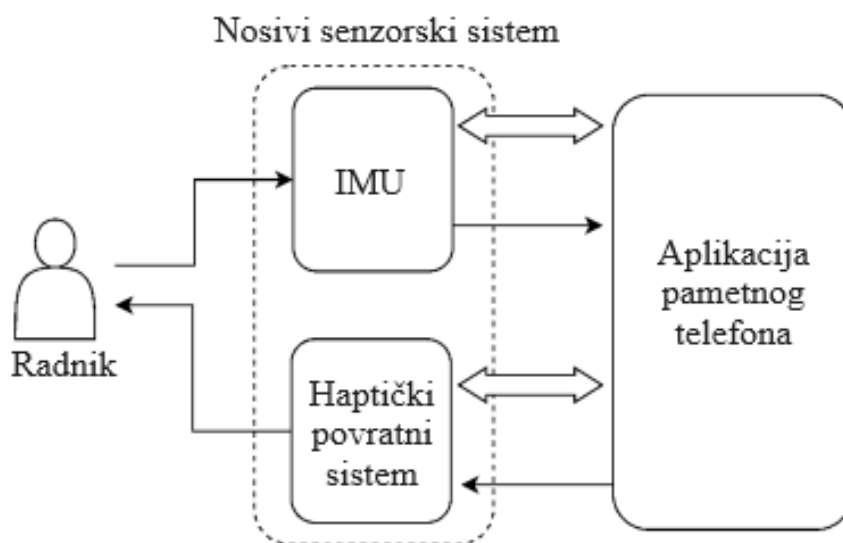 Nosivi senzorski sistem
IMU
Aplikacija
pametnog
telefona
Radnik
Haptički
povratni
sistem